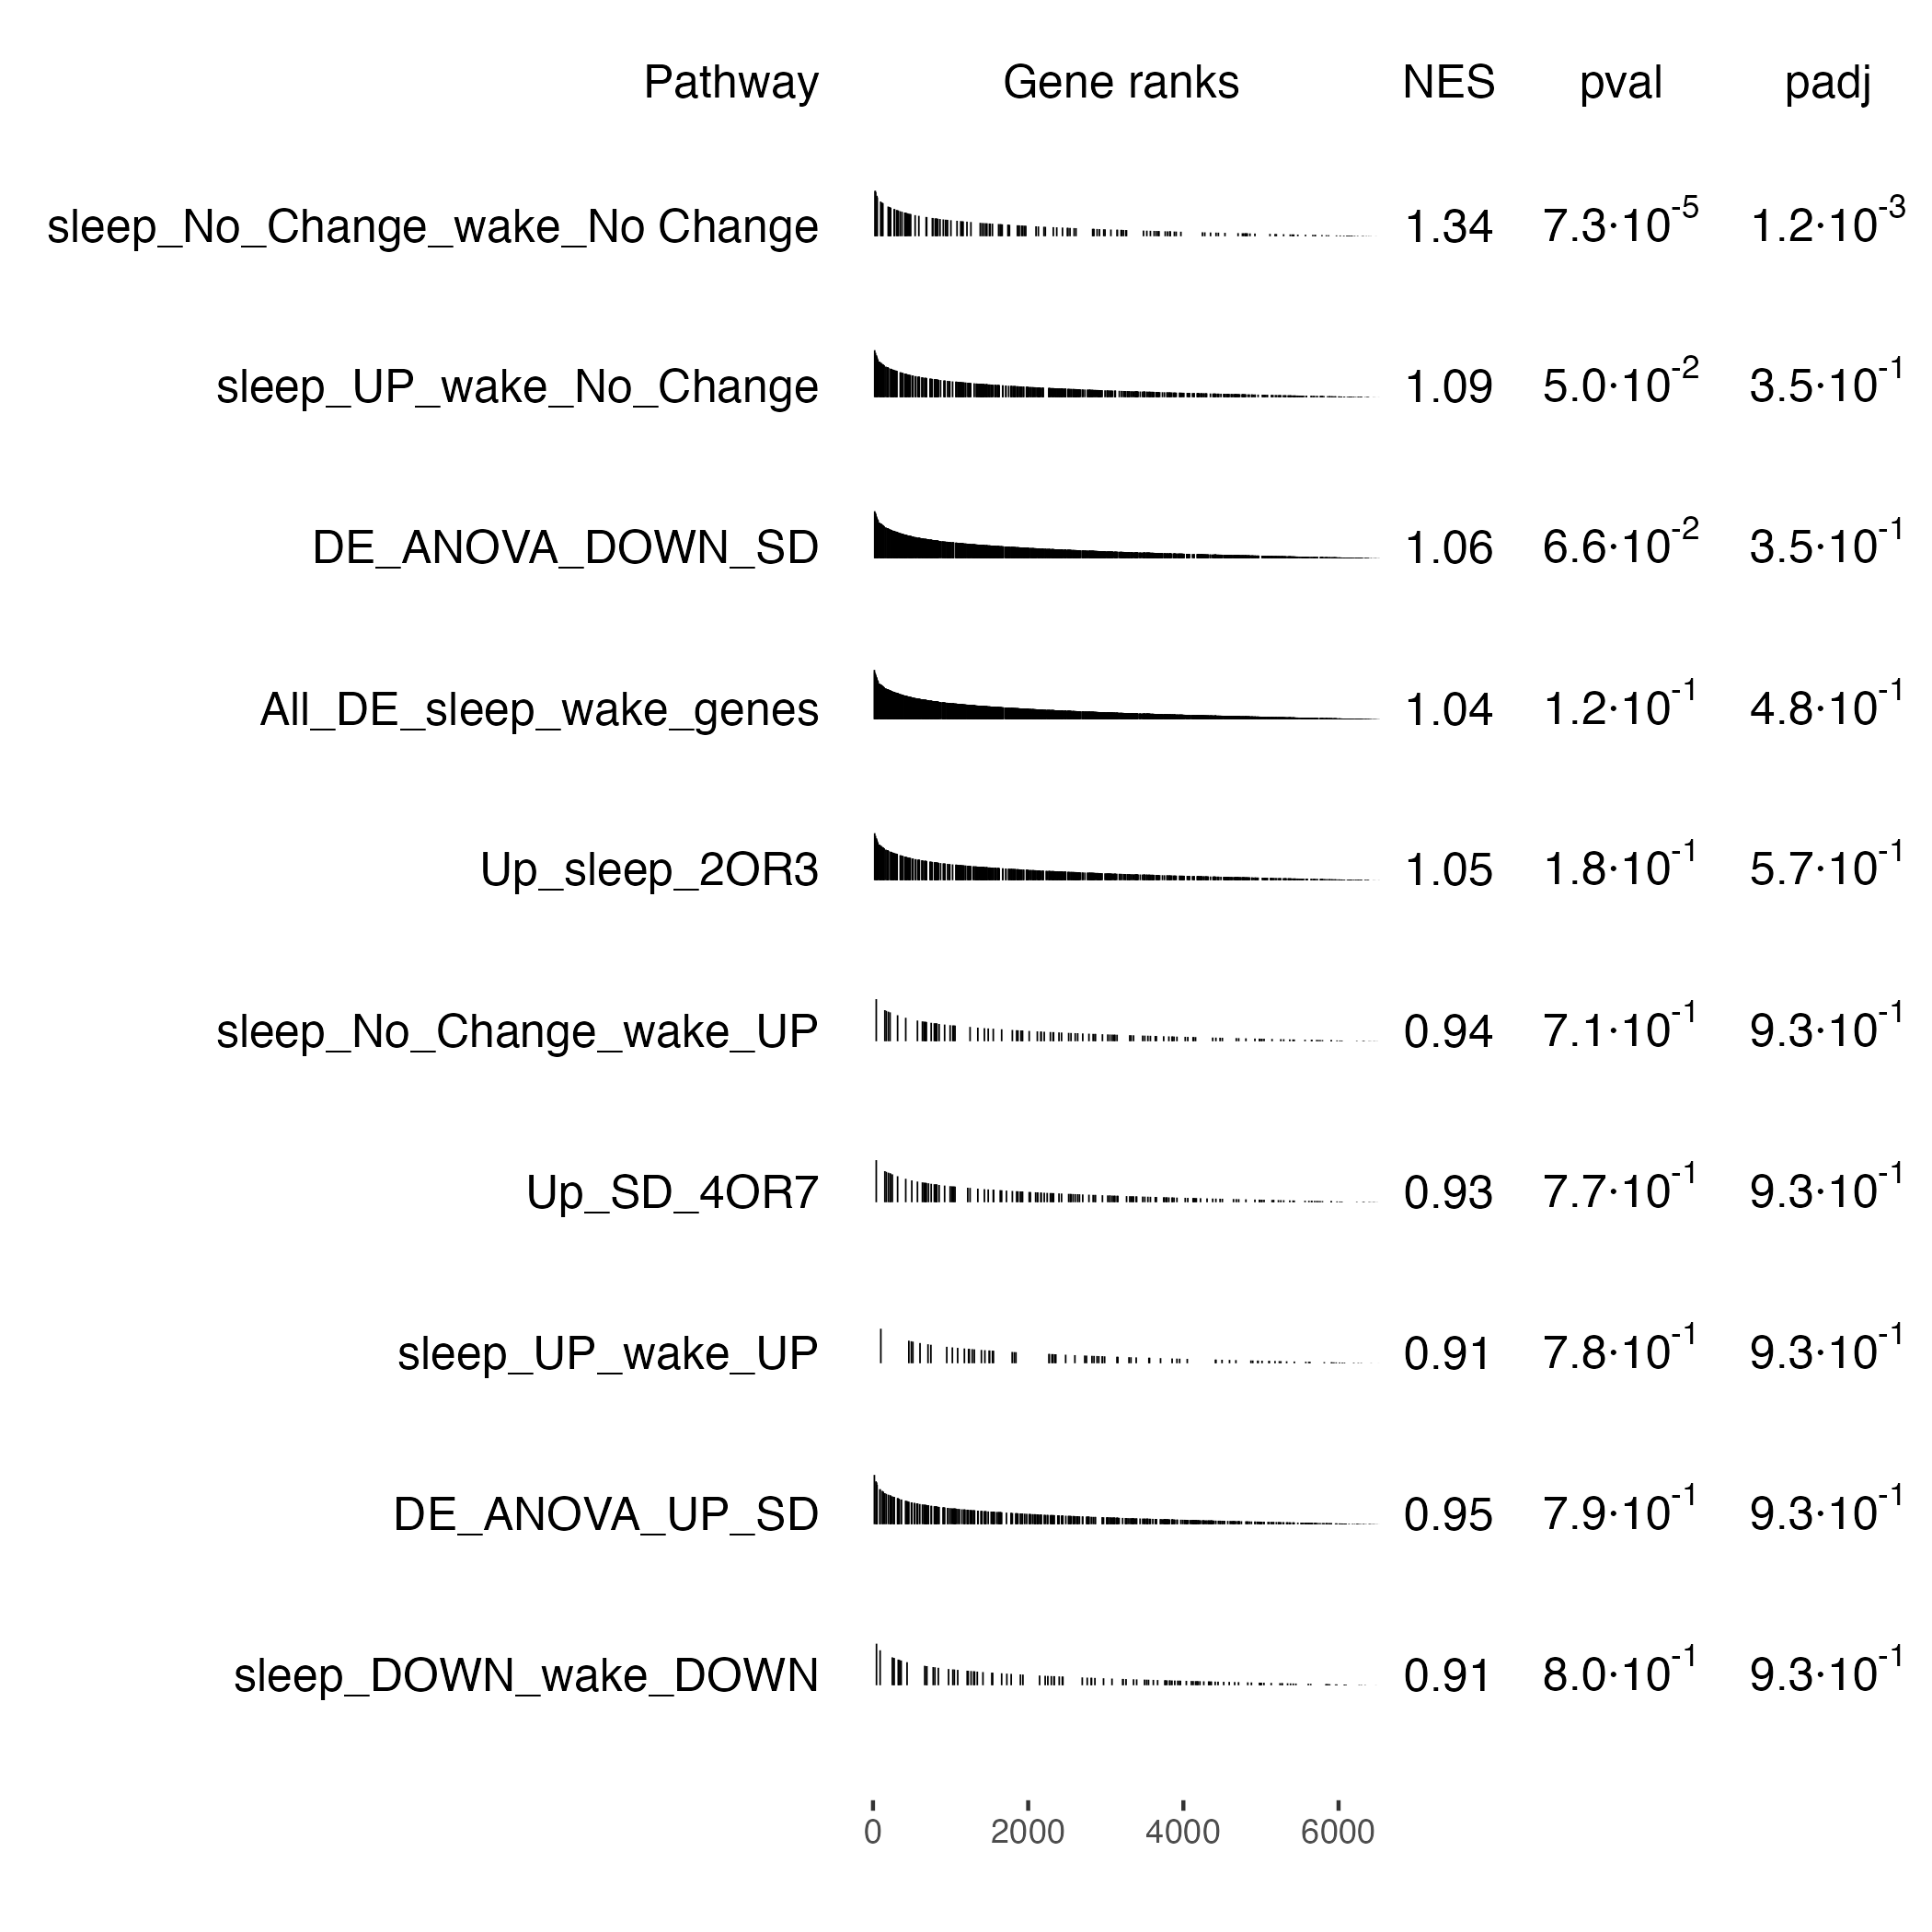 Pathway Gene ranks NES pval padj
sleep_No_Change_wake_No Change 1.34 7.3·10^-5 1.2·10^-3
sleep_UP_wake_No_Change 1.09 5.0·10^-2 3.5·10^-1
DE_ANOVA_DOWN_SD 1.06 6.6·10^-2 3.5·10^-1
All_DE_sleep_wake_genes 1.04 1.2·10^-1 4.8·10^-1
Up_sleep_2OR3 1.05 1.8·10^-1 5.7·10^-1
sleep_No_Change_wake_UP 0.94 7.1·10^-1 9.3·10^-1
Up_SD_4OR7 0.93 7.7·10^-1 9.3·10^-1
sleep_UP_wake_UP 0.91 7.8·10^-1 9.3·10^-1
DE_ANOVA_UP_SD 0.95 7.9·10^-1 9.3·10^-1
sleep_DOWN_wake_DOWN 0.91 8.0·10^-1 9.3·10^-1
0 2000 4000 6000